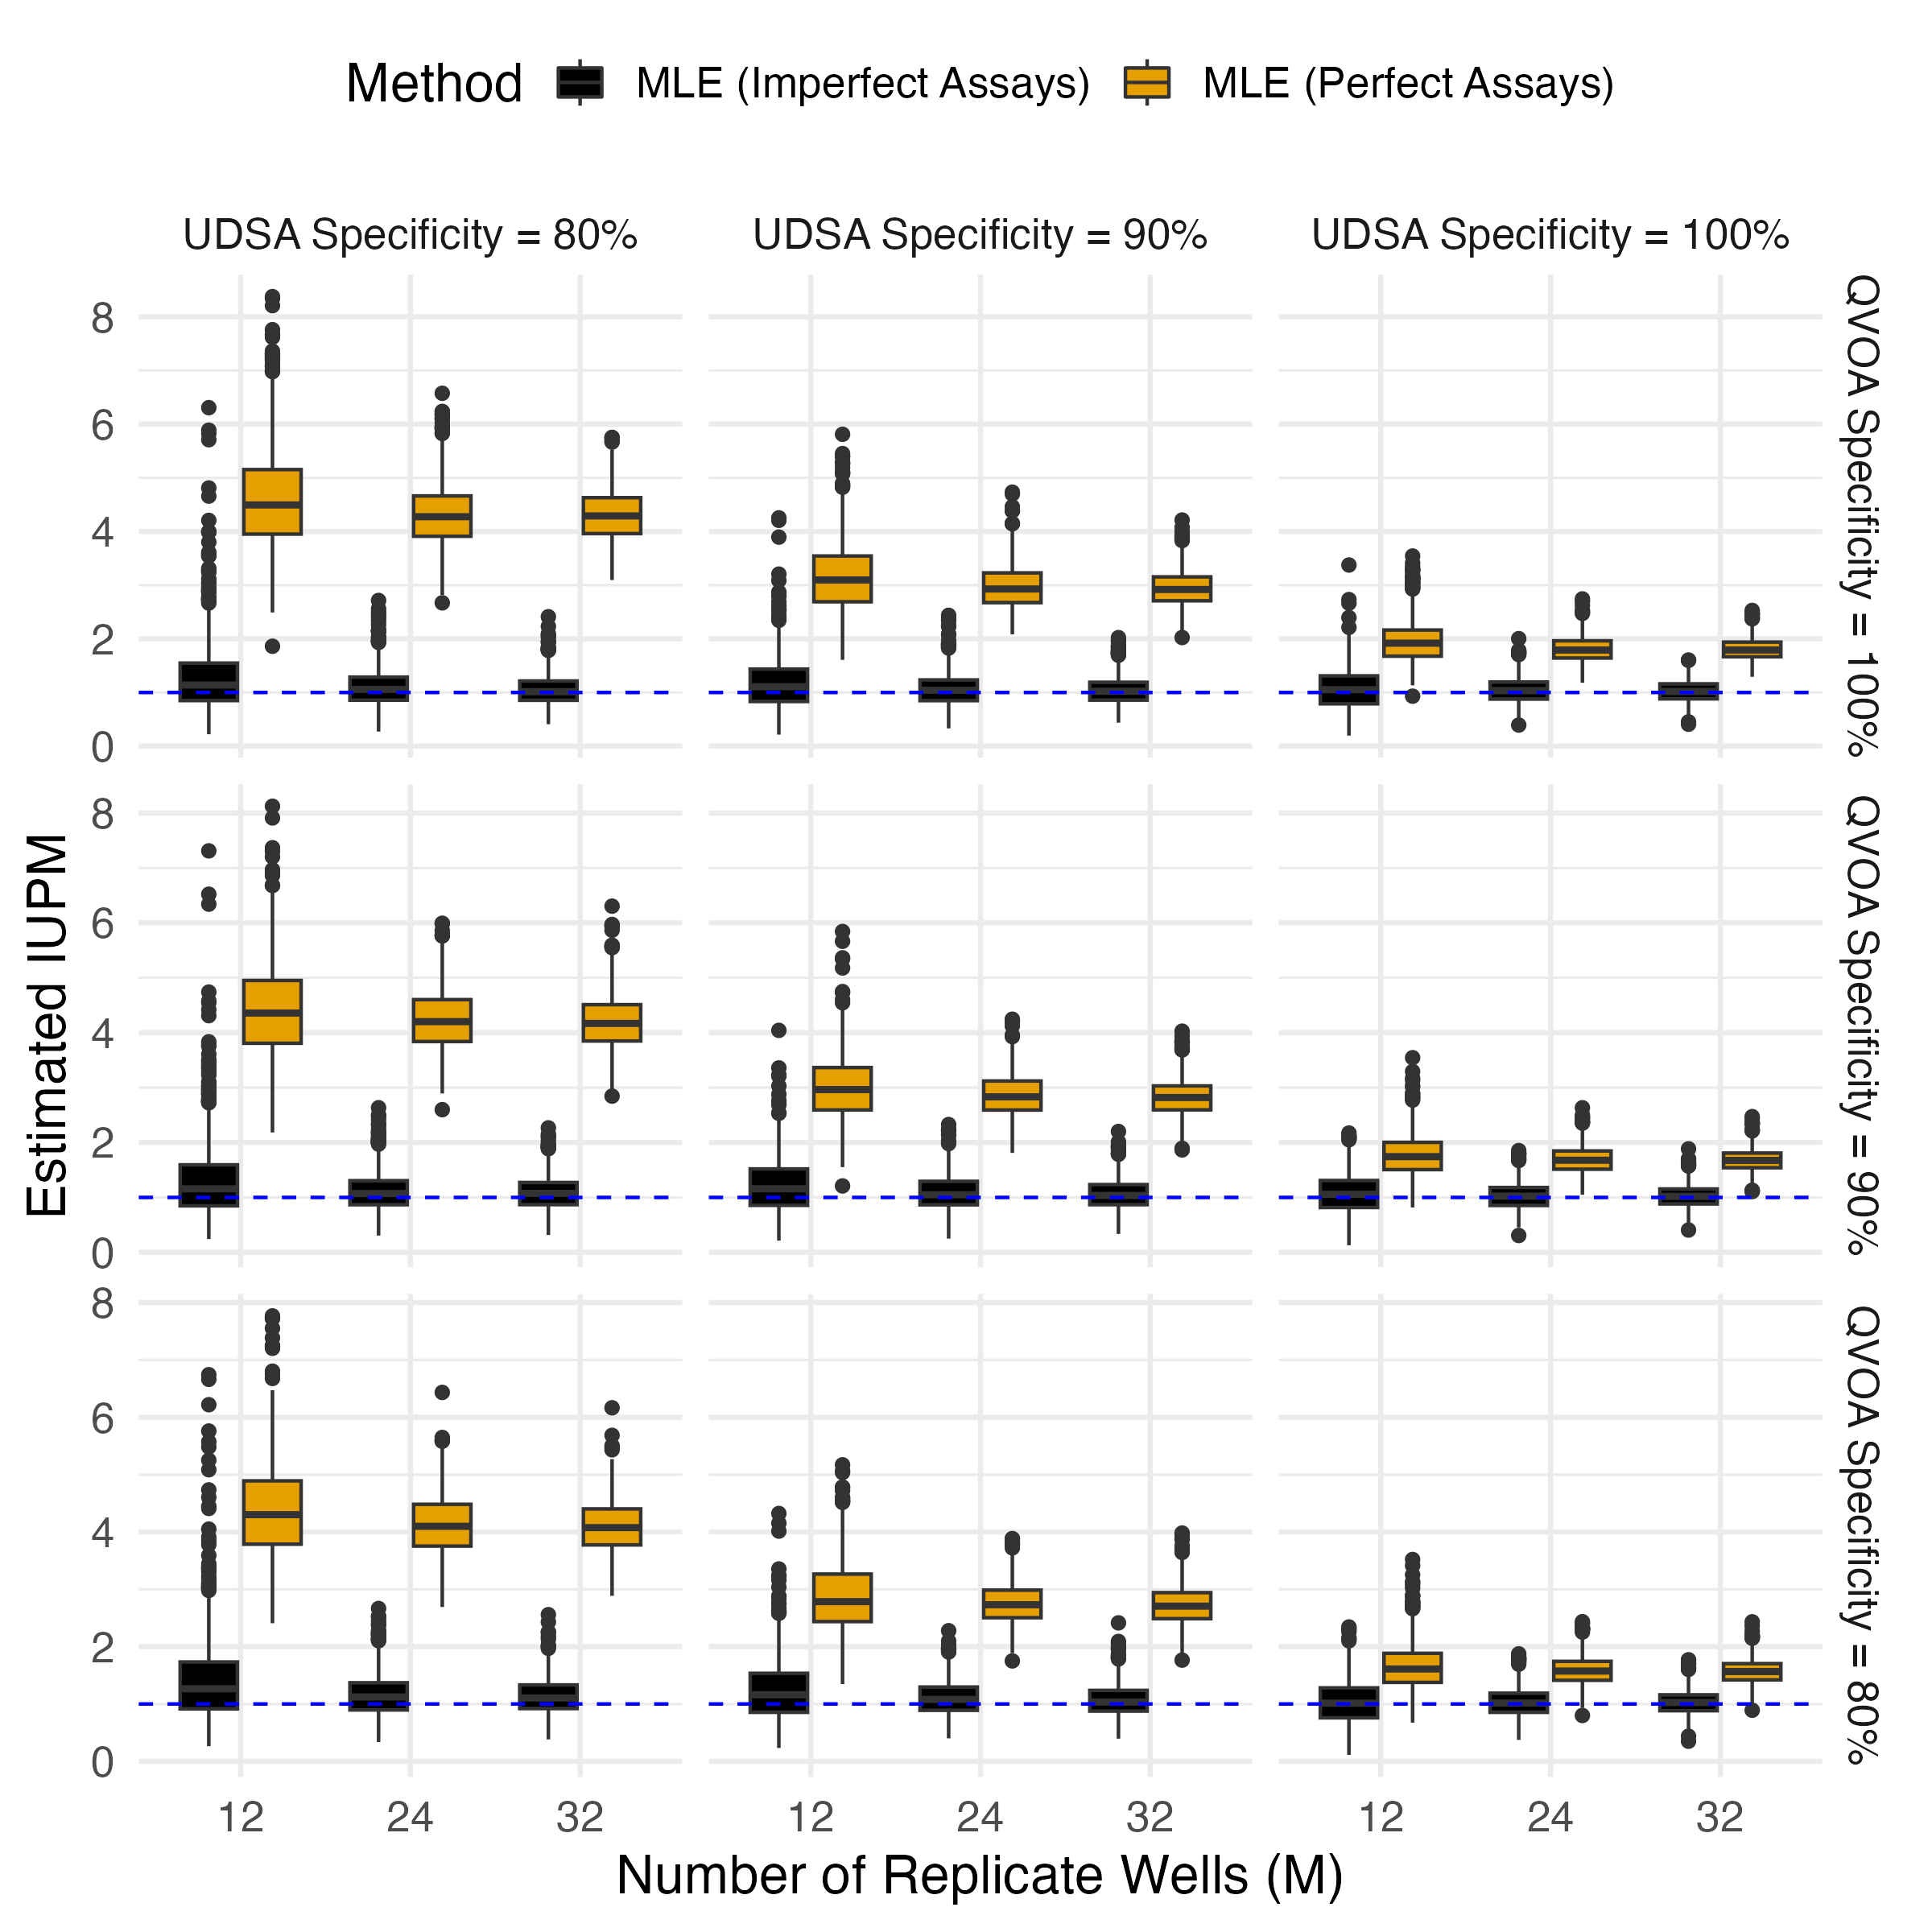 Method MLE (Imperfect Assays) MLE (Perfect Assays)
UDSA Specificity = 80% UDSA Specificity = 90% UDSA Specificity = 100%
QVOA Specificity = 100%
8
6
4
2
0
Estimated IUPM
QVOA Specificity = 90%
8
6
4
2
0
QVOA Specificity = 80%
8
6
4
2
0
12 24 32 12 24 32 12 24 32
Number of Replicate Wells (M)